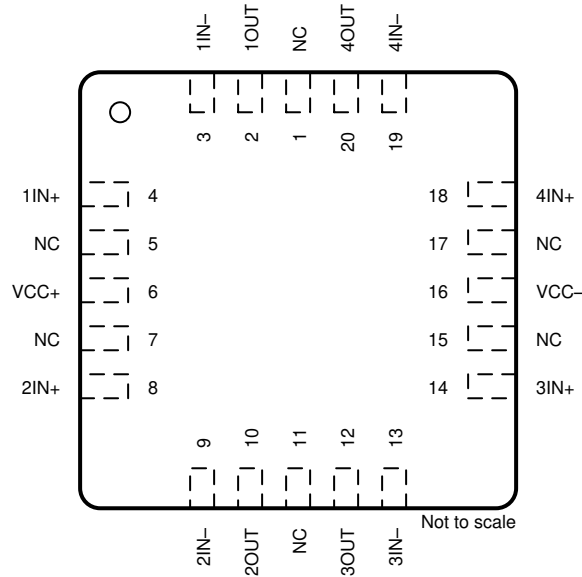 1IN–
1OUT
NC
4OUT
4IN–
3
2
1
20
19
1IN+
4
18
4IN+
NC
5
17
NC
VCC+
6
16
VCC–
NC
7
15
NC
2IN+
8
14
3IN+
9
10
11
12
13
Not to scale
2IN–
2OUT
NC
3OUT
3IN–